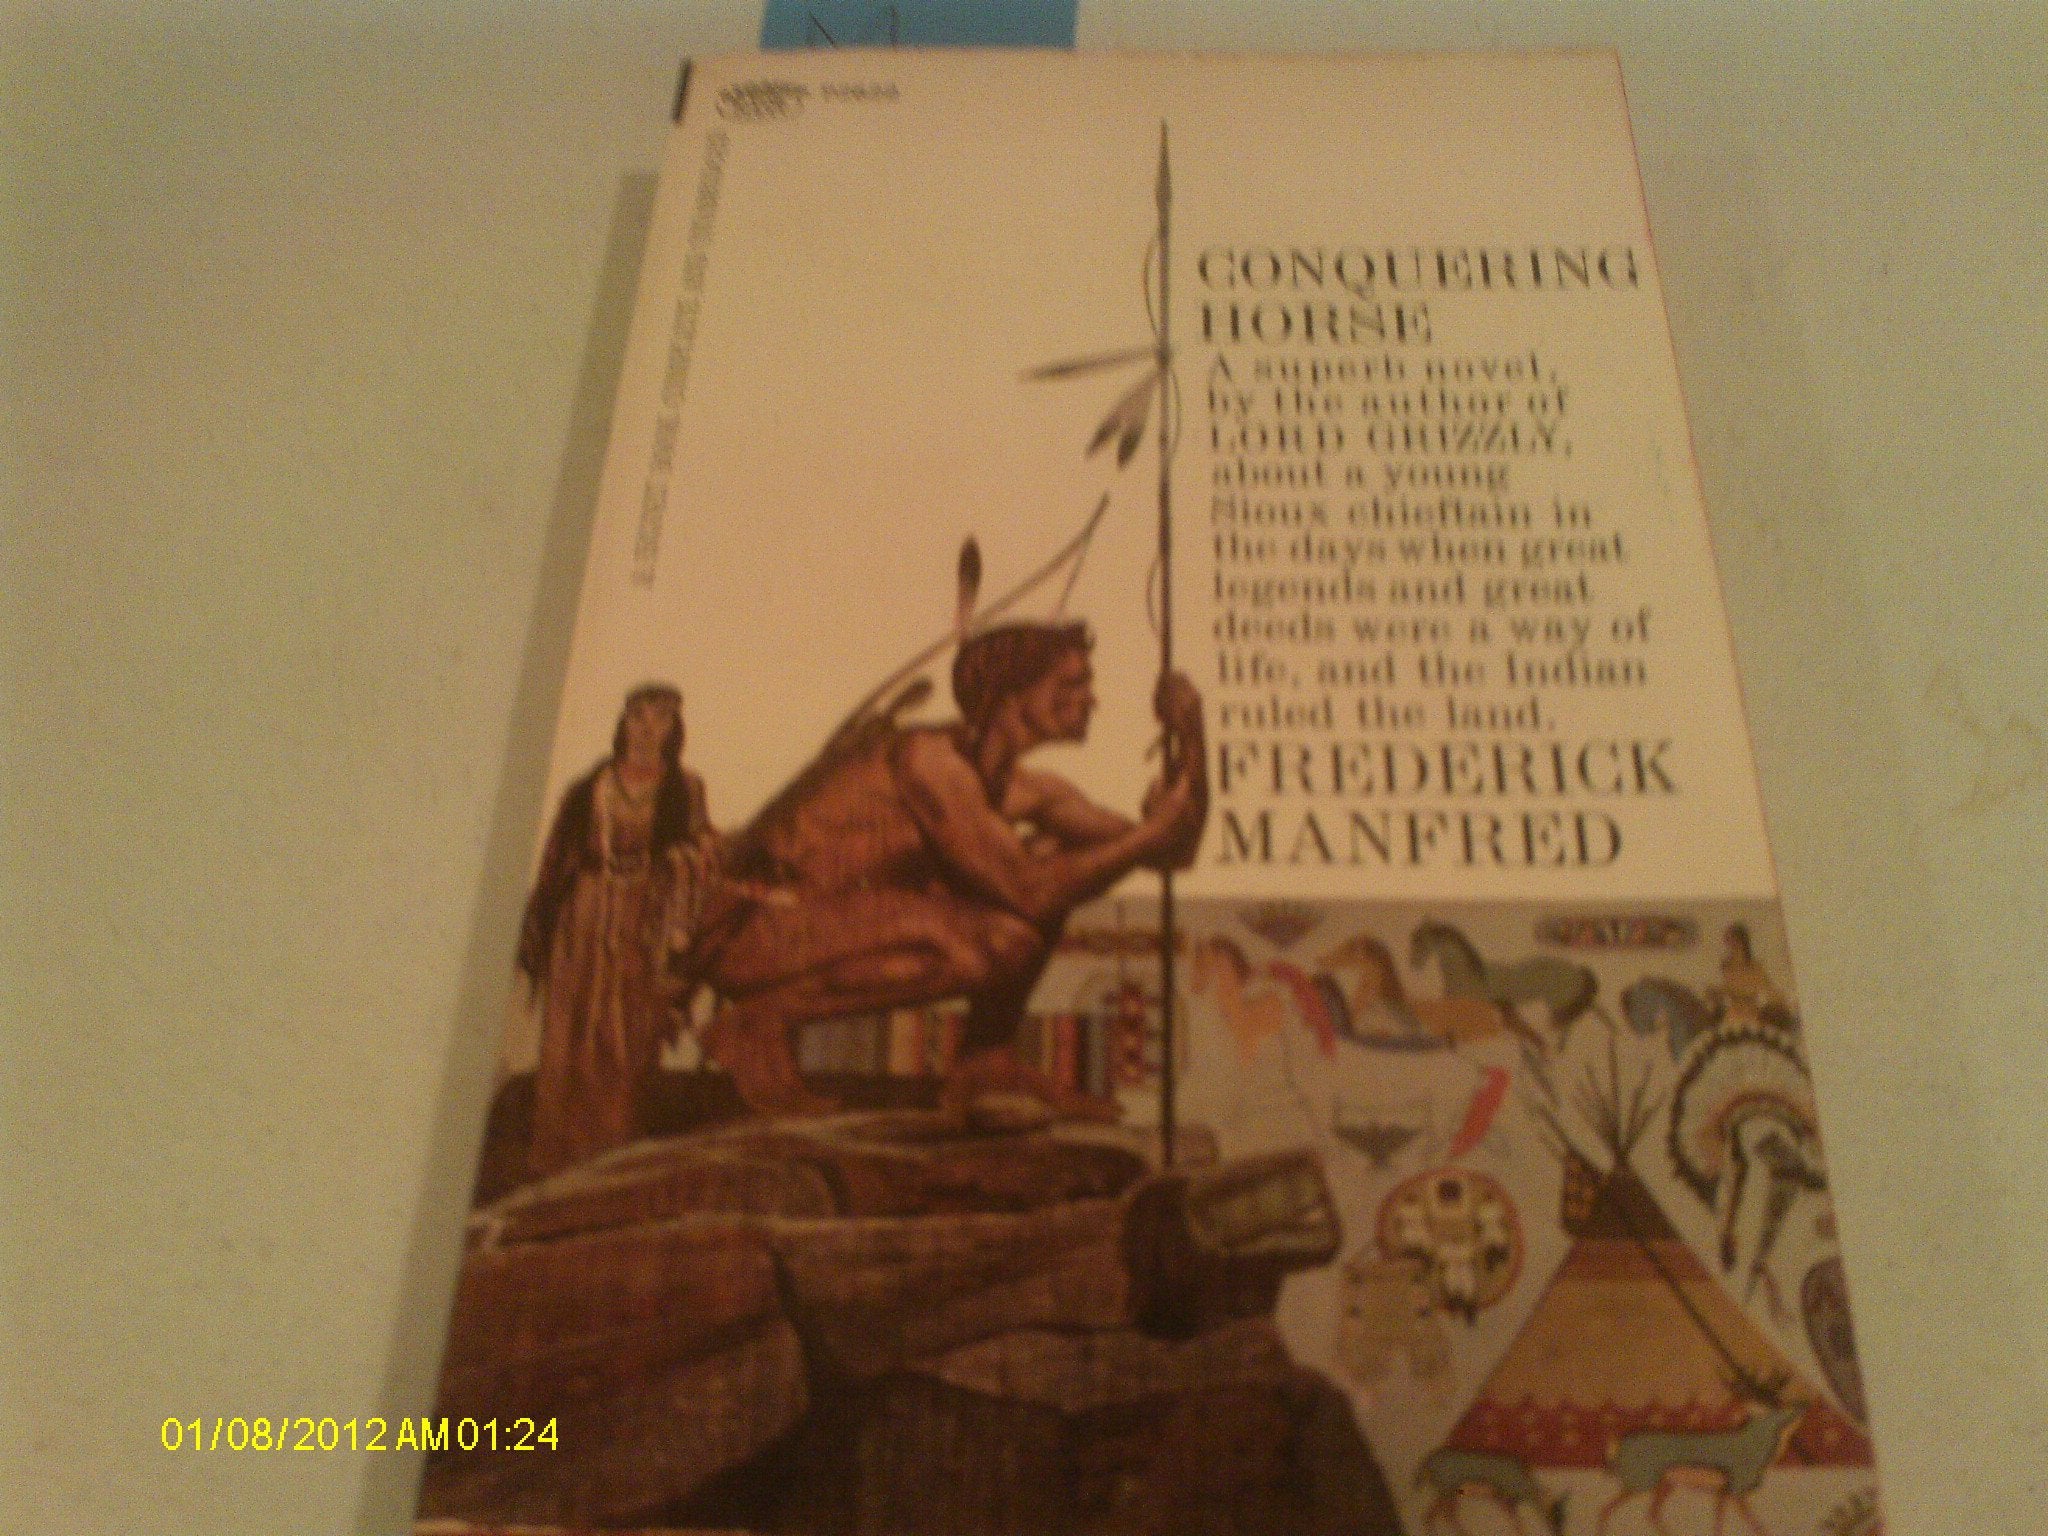 CONQUERING
HORSE
A superb novel,
by the author of
LORD GRIZZLY,
about a young
Sioux chieftain in
the days when great
legends and great
deeds were a way of
life, and the Indian
ruled the land.
FREDERICK
MANFRED
01/08/2012 AM 01:24